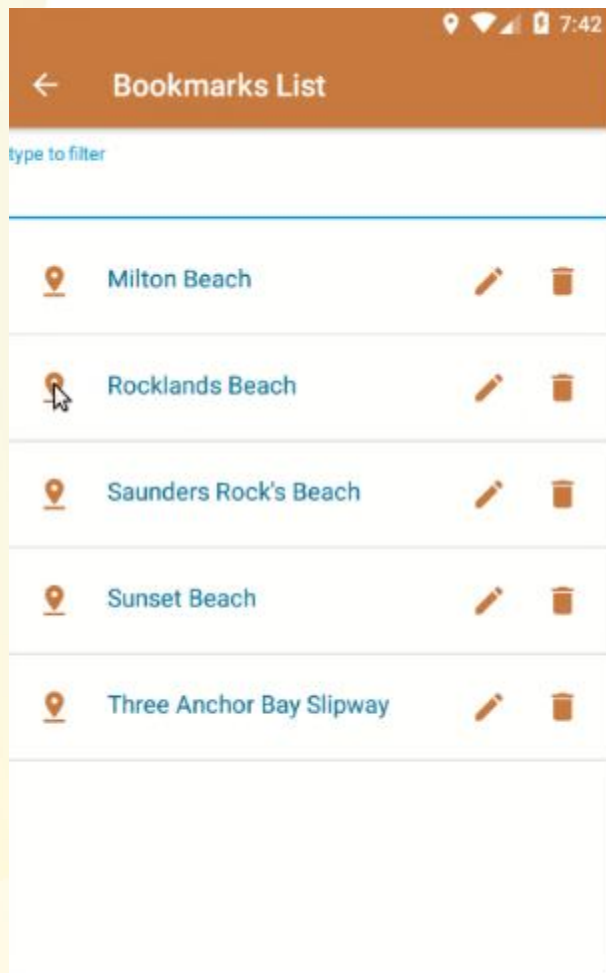 7:42
Bookmarks List
type to filter
Milton Beach
Rocklands Beach
Saunders Rock's Beach
Sunset Beach
Three Anchor Bay Slipway